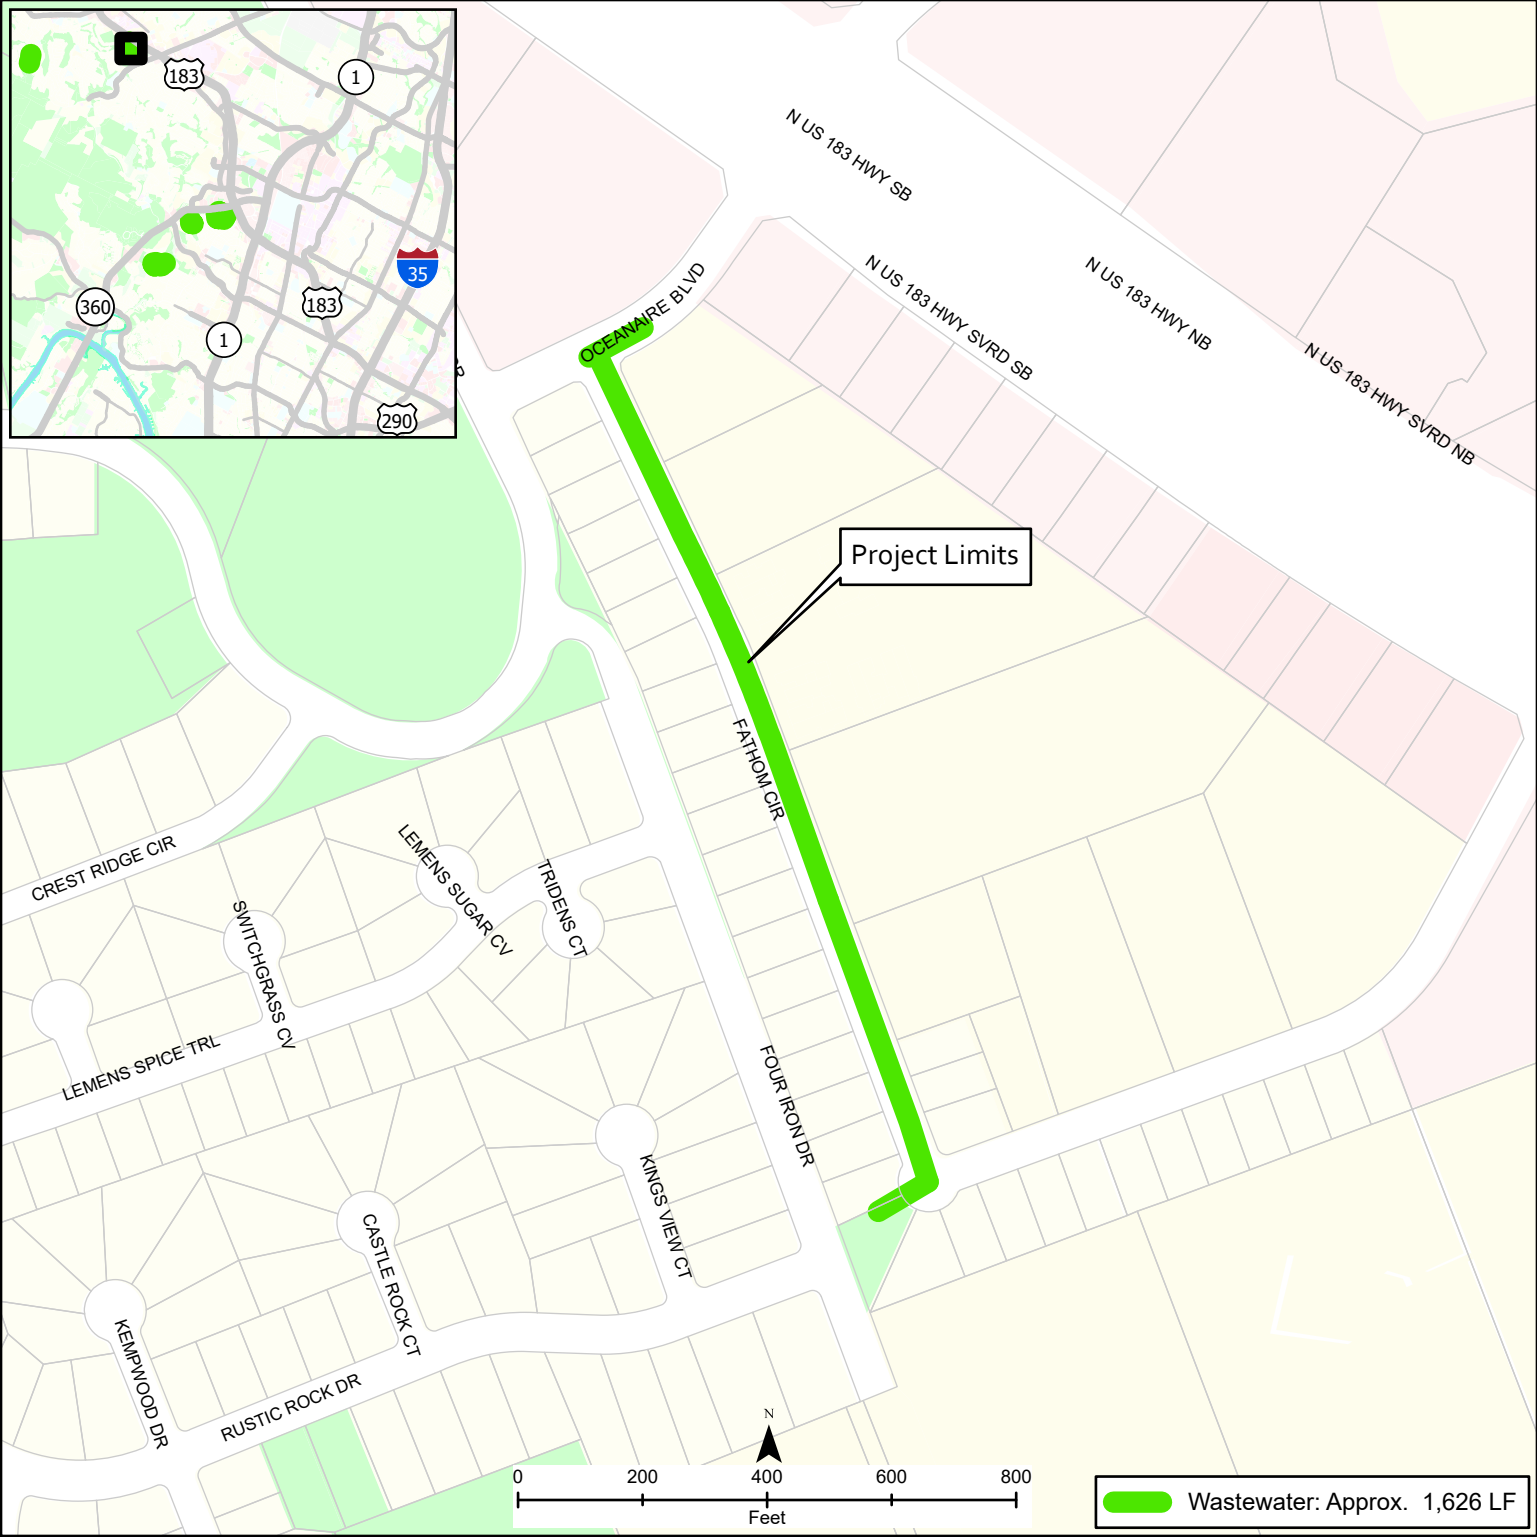 183
1
35
360
183
1
290
N US 183 HWY SB
N US 183 HWY SVRD SB
N US 183 HWY NB
N US 183 HWY SVRD NB
OCEANAIRE BLVD
Project Limits
FATHOM CIR
CREST RIDGE CIR
LEMENS SUGAR CV
TRIDENS CT
SWITCHGRASS CV
LEMENS SPICE TRL
FOUR IRON DR
KINGS VIEW CT
CASTLE ROCK CT
KEMPWOOD DR
RUSTIC ROCK DR
N
0 200 400 600 800
Feet
Wastewater: Approx. 1,626 LF